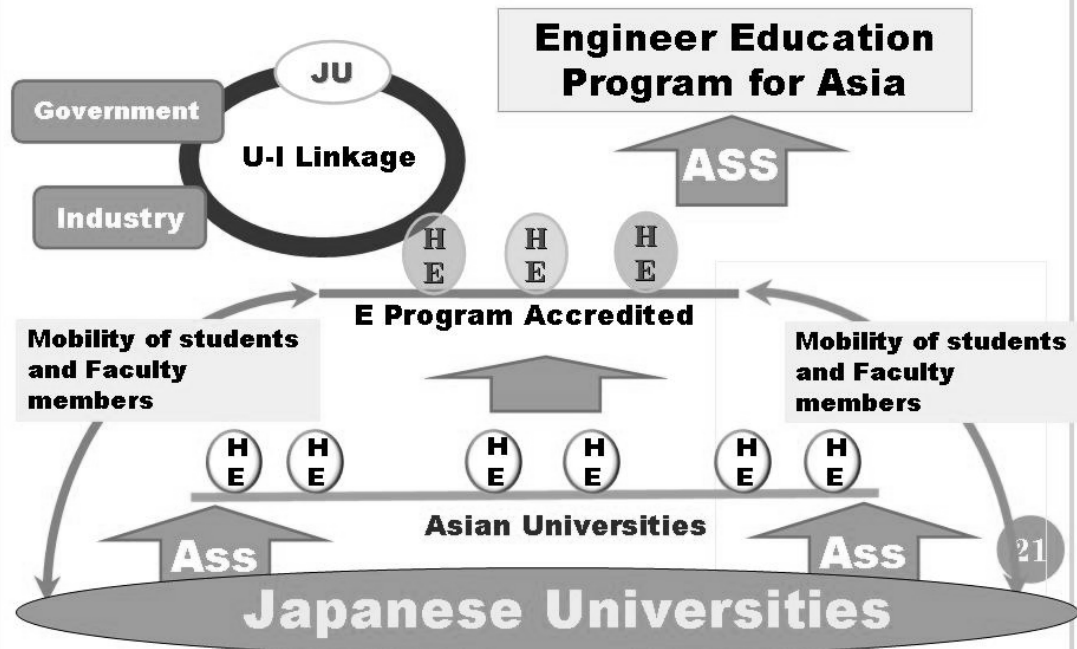 Engineer Education
Program for Asia
JU
Government
U-I Linkage
Industry
ASS
H
E
H
E
H
E
E Program Accredited
Mobility of students
and Faculty
members
Mobility of students
and Faculty
members
H
E
H
E
H
E
H
E
H
E
H
E
Asian Universities
Ass
Ass
21
Japanese Universities